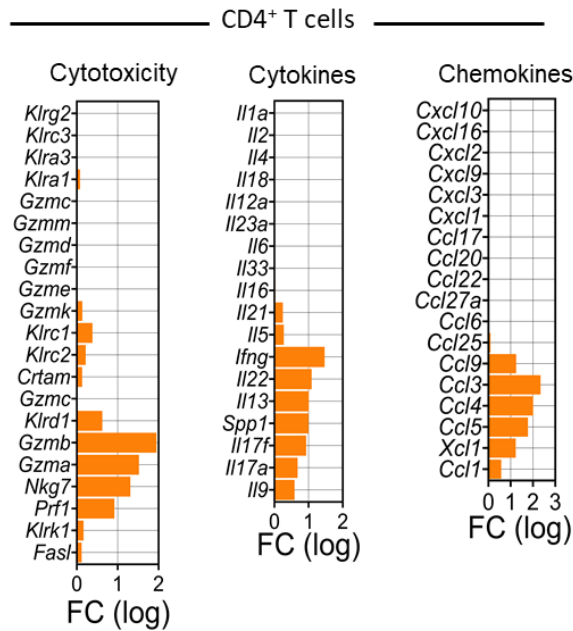 CD4⁺ T cells
Cytotoxicity
Klrg2
Klrc3
Klra3
Klra1
Gzmc
Gzmm
Gzmd
Gzmf
Gzme
Gzmk
Klrc1
Klrc2
Crtam
Gzmc
Klrd1
Gzmb
Gzma
Nkg7
Prf1
Klrk1
Fasl
0 1 2
FC (log)
Cytokines
Il1a
Il2
Il4
Il18
Il12a
Il23a
Il6
Il33
Il16
Il21
Il5
Ifng
Il22
Il13
Spp1
Il17f
Il17a
Il9
0 1 2
FC (log)
Chemokines
Cxcl10
Cxcl16
Cxcl2
Cxcl9
Cxcl3
Cxcl1
Ccl17
Ccl20
Ccl22
Ccl27a
Ccl6
Ccl25
Ccl9
Ccl3
Ccl4
Ccl5
Xcl1
Ccl1
0 1 2 3
FC (log)